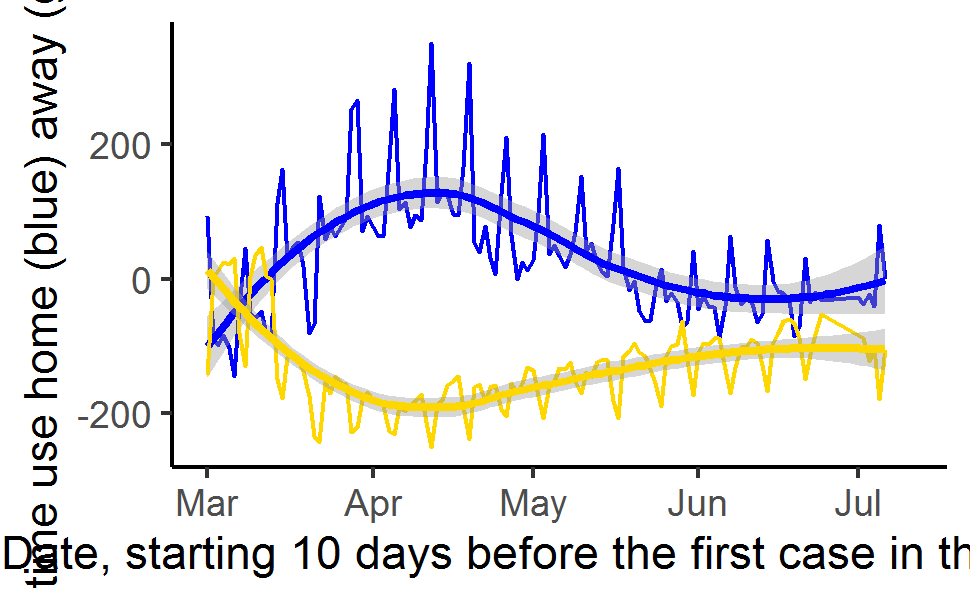 time use home (blue) away (
200
0
-200
Mar Apr May Jun Jul
Date, starting 10 days before the first case in th